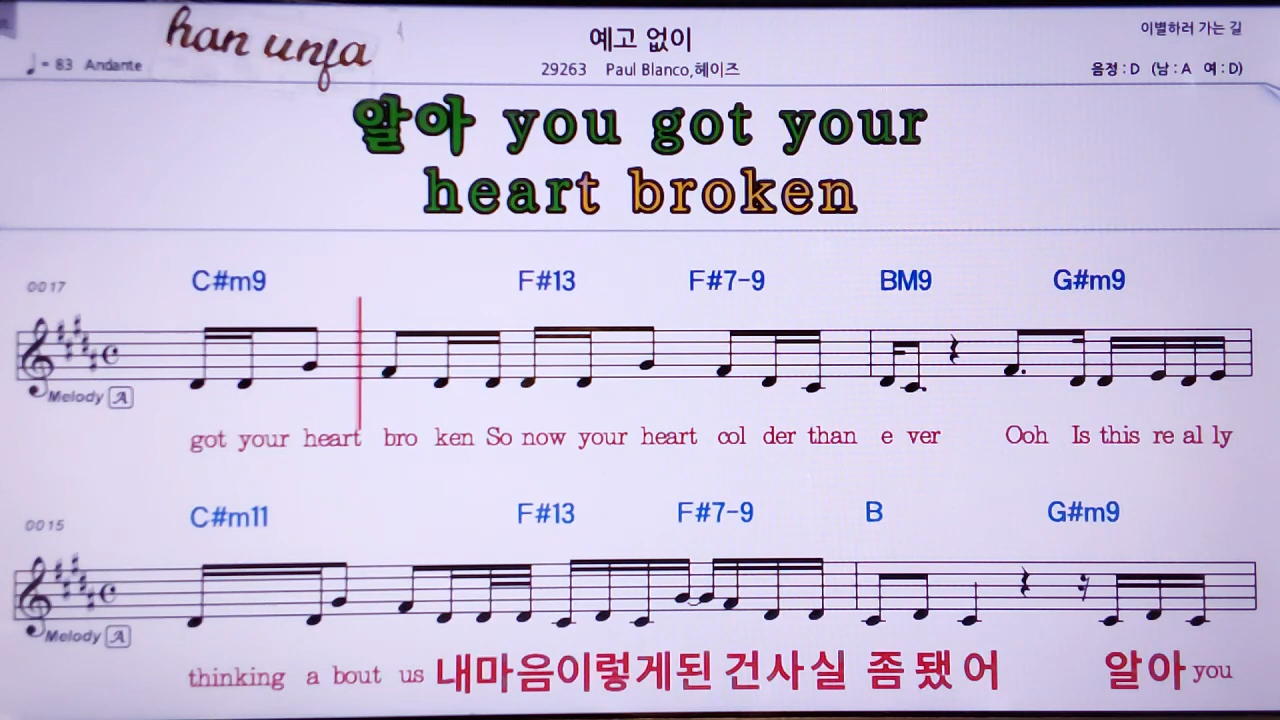 han unfa
예고 없이
이별하러 가는 길
♩= 83 Andante
29263 Paul Blanco,헤이즈
음정 : D (남 : A 여 : D)
알아 you got your
heart broken
0017
C#m9 F#13 F#7-9 BM9 G#m9
Melody A
got your heart bro ken So now your heart col der than e ver Ooh Is this re al ly
0015
C#m11 F#13 F#7-9 B G#m9
Melody A
thinking a bout us 내마음이렇게된 건사실 좀 됐 어 알아 you